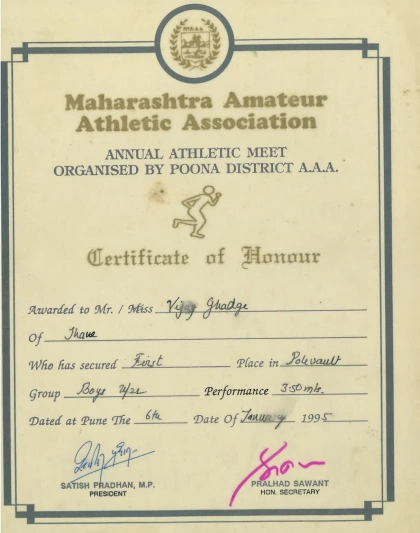 Maharashtra Amateur
Athletic Association
ANNUAL ATHLETIC MEET
ORGANISED BY POONA DISTRICT A.A.A.
Certificate of Honour
Awarded to Mr. / Miss Vijay Ghadge
Of Thane
Who has secured First Place in Polevault
Group Boys Performance 3.50 mts.
Dated at Pune The 6th Date Of January 1995
SATISH PRADHAN, M.P.
PRESIDENT
PRALHAD SAWANT
HON. SECRETARY